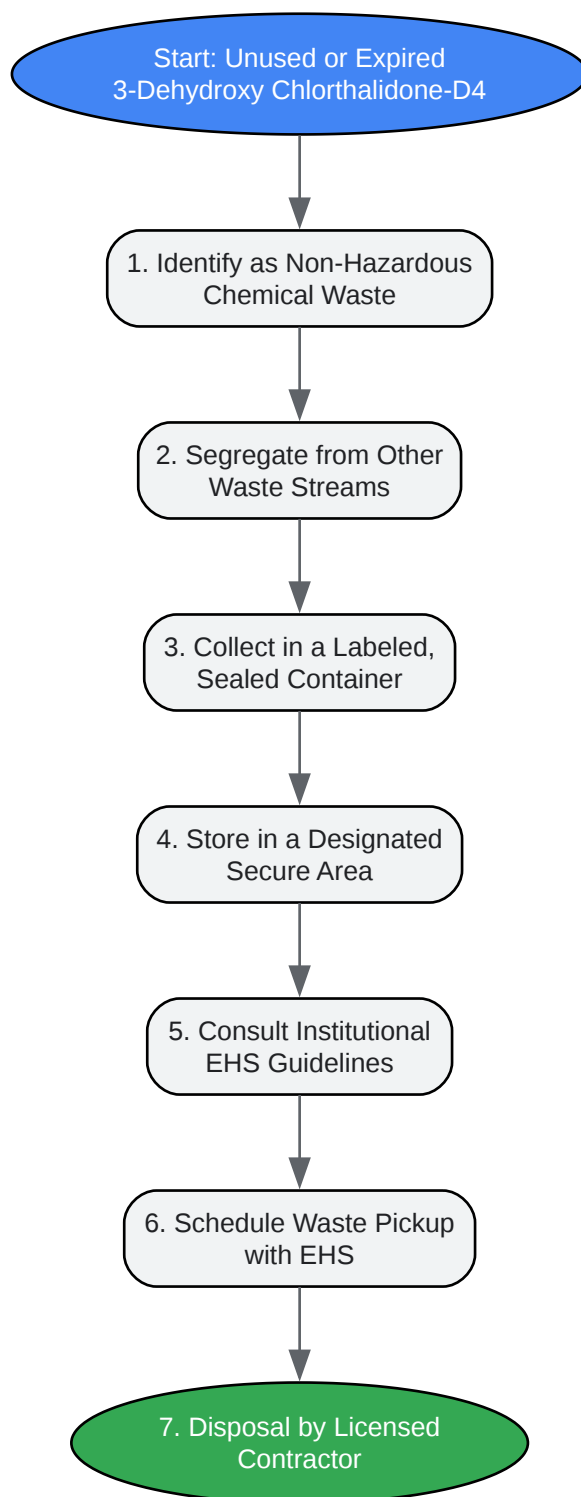 Start: Unused or Expired
3-Dehydroxy Chlorthalidone-D4
1. Identify as Non-Hazardous
Chemical Waste
2. Segregate from Other
Waste Streams
3. Collect in a Labeled,
Sealed Container
4. Store in a Designated
Secure Area
5. Consult Institutional
EHS Guidelines
6. Schedule Waste Pickup
with EHS
7. Disposal by Licensed
Contractor